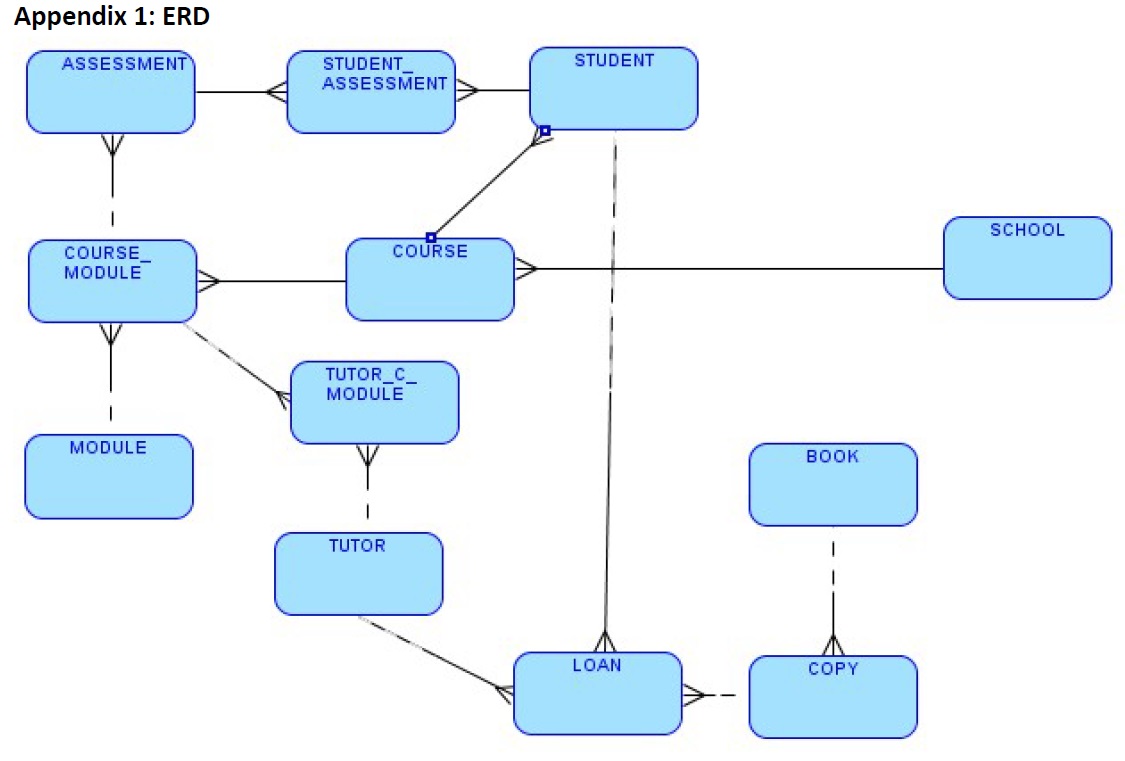 Appendix 1: ERD
ASSESSMENT
STUDENT_
ASSESSMENT
STUDENT
COURSE_
MODULE
COURSE
SCHOOL
TUTOR_C_
MODULE
MODULE
BOOK
TUTOR
LOAN
COPY